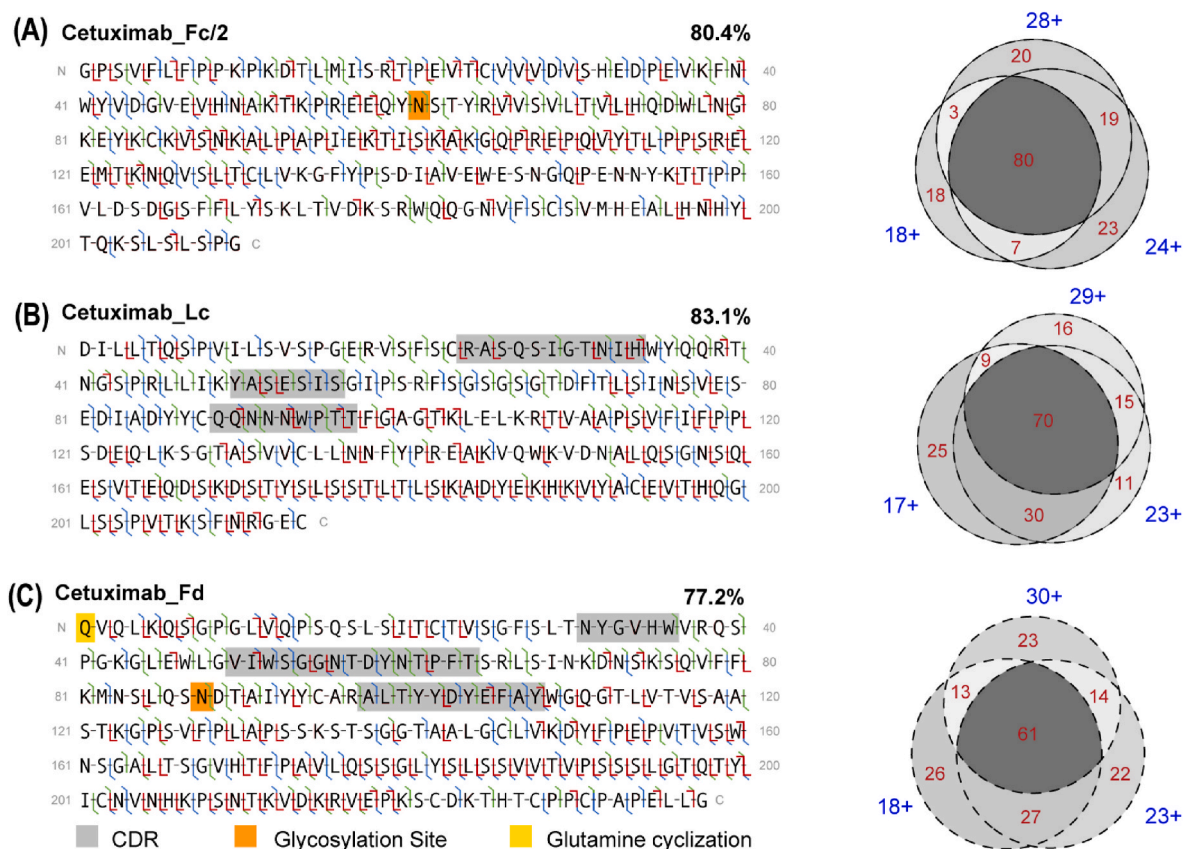 (A) Cetuximab_Fc/2 80.4%
N G-P-S-V-F-L-F-P-P-K-P-K-D-T-L-M-I-S-R-T-P-E-V-T-C-V-V-V-D-V-S-H-E-D-P-E-V-K-F-N 40
41 W-Y-V-D-G-V-E-V-H-N-A-K-T-K-P-R-E-E-Q-Y-N-S-T-Y-R-V-V-S-V-L-T-V-L-H-Q-D-W-L-N-G 80
81 K-E-Y-K-C-K-V-S-N-K-A-L-P-A-P-I-E-K-T-I-S-K-A-K-G-Q-P-R-E-P-Q-V-Y-T-L-P-P-S-R-E 120
121 E-M-T-K-N-Q-V-S-L-T-C-L-V-K-G-F-Y-P-S-D-I-A-V-E-W-E-S-N-G-Q-P-E-N-N-Y-K-T-T-P-P 160
161 V-L-D-S-D-G-S-F-F-L-Y-S-K-L-T-V-D-K-S-R-W-Q-Q-G-N-V-F-S-C-S-V-M-H-E-A-L-H-N-H-Y 200
201 T-Q-K-S-L-S-L-S-P-G C
28+
20
3
19
80
18
23
7
18+
24+
(B) Cetuximab_Lc 83.1%
N D-I-L-L-T-Q-S-P-V-I-L-S-V-S-P-G-E-R-V-S-F-S-C-R-A-S-Q-S-I-G-T-N-I-H-W-Y-Q-Q-R-T 40
41 N-G-S-P-R-L-L-I-K-Y-A-S-E-S-I-S-G-I-P-S-R-F-S-G-S-G-S-G-T-D-F-T-L-S-I-N-S-V-E-S- 80
81 E-D-I-A-D-Y-Y-C-Q-Q-N-N-N-W-P-T-T-F-G-A-G-T-K-L-E-L-K-R-T-V-A-A-P-S-V-F-I-F-P-P 120
121 S-D-E-Q-L-K-S-G-T-A-S-V-V-C-L-L-N-N-F-Y-P-R-E-A-K-V-Q-W-K-V-D-N-A-L-Q-S-G-N-S-Q 160
161 E-S-V-T-E-Q-D-S-K-D-S-T-Y-S-L-S-S-T-L-T-L-S-K-A-D-Y-E-K-H-K-V-Y-A-C-E-V-T-H-Q-G 200
201 L-S-S-P-V-T-K-S-F-N-R-G-E-C C
29+
16
9
15
70
25
11
30
17+
23+
(C) Cetuximab_Fd 77.2%
N Q-V-Q-L-K-Q-S-G-P-G-L-V-Q-P-S-Q-S-L-S-I-T-C-T-V-S-G-F-S-L-T-N-Y-G-V-H-W-V-R-Q-S 40
41 P-G-K-G-L-E-W-L-G-V-I-W-S-G-G-N-T-D-Y-N-T-P-F-T-S-R-L-S-I-N-K-D-N-S-K-S-Q-V-F-F 80
81 K-M-N-S-L-Q-S-N-D-T-A-I-Y-Y-C-A-R-A-L-T-Y-Y-D-Y-E-F-A-Y-W-G-Q-G-T-L-V-T-V-S-A-A 120
121 S-T-K-G-P-S-V-F-P-L-A-P-S-S-K-S-T-S-G-G-T-A-A-L-G-C-L-V-K-D-Y-F-P-E-P-V-T-V-S-W 160
161 N-S-G-A-L-T-S-G-V-H-T-F-P-A-V-L-Q-S-S-G-L-Y-S-L-S-S-V-V-T-V-P-S-S-S-L-G-T-Q-T-Y 200
201 I-C-N-V-N-H-K-P-S-N-T-K-V-D-K-R-V-E-P-K-S-C-D-K-T-H-T-C-P-P-C-P-A-P-E-L-L-G C
30+
23
13
14
61
26
22
27
18+
23+
CDR
Glycosylation Site
Glutamine cyclization